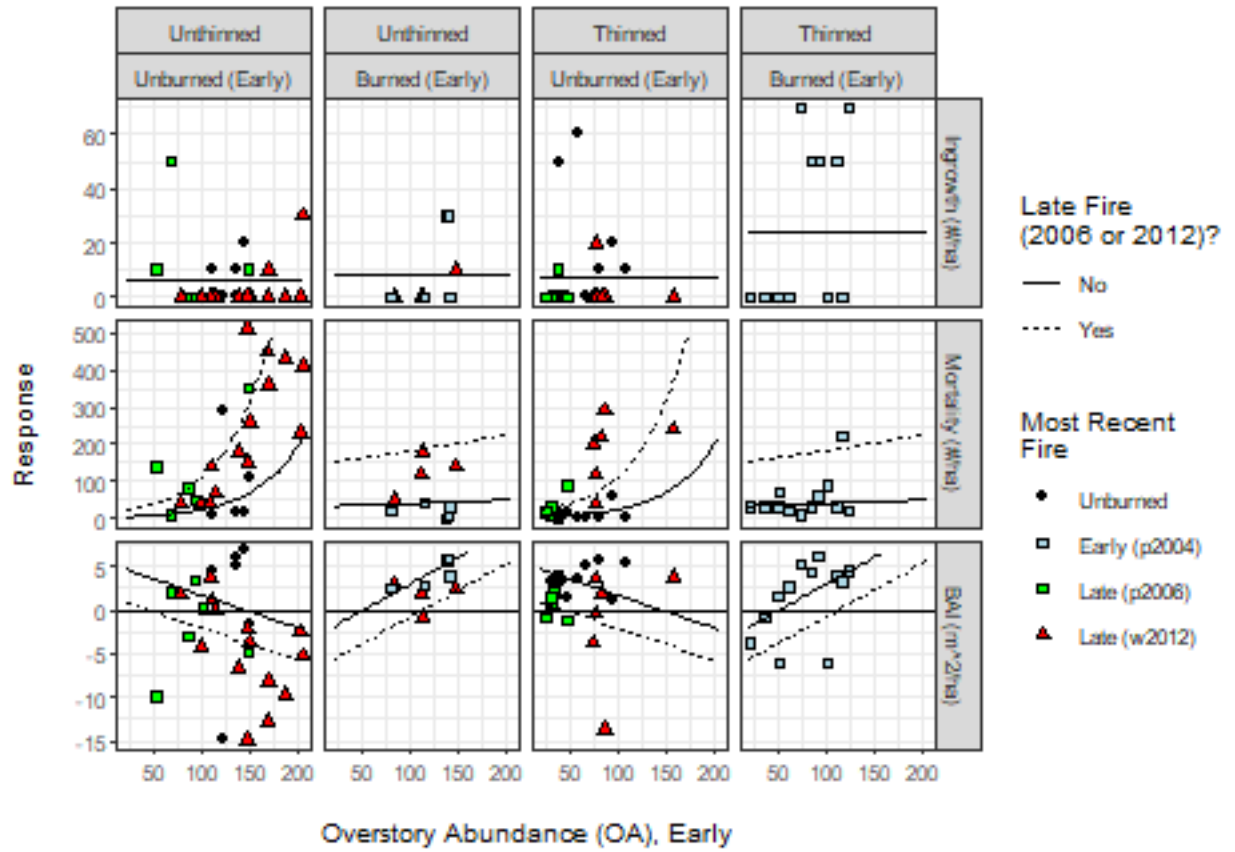 Unthinned Unthinned Thinned Thinned
Unburned (Early) Burned (Early) Unburned (Early) Burned (Early)
60
40
20
0
Ingrowth (#/ha)
500
400
300
200
100
0
Mortality (#/ha)
5
0
-5
-10
-15
BAI (m^2/ha)
50 100 150 200 50 100 150 200 50 100 150 200 50 100 150 200
Response
Overstory Abundance (OA), Early
Late Fire
(2006 or 2012)?
No
Yes
Most Recent
Fire
Unburned
Early (p2004)
Late (p2006)
Late (w2012)